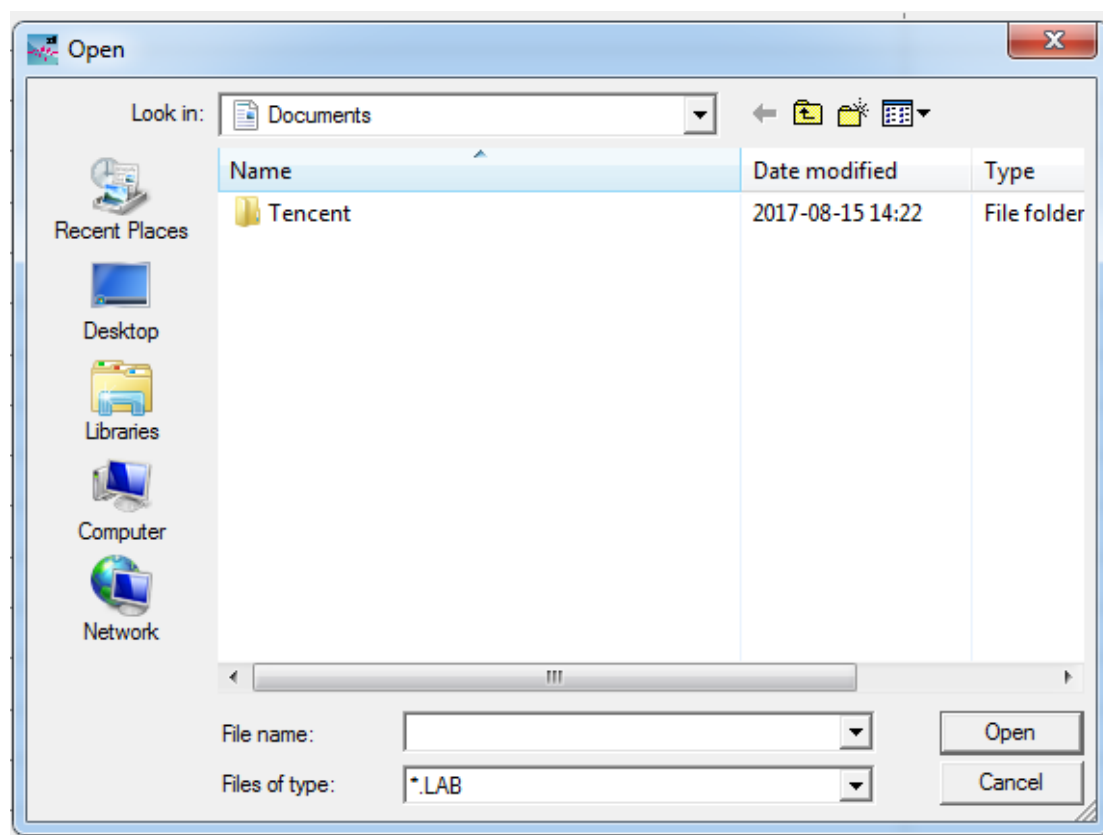 Open
Look in:
Documents
Name
Date modified
Type
Tencent
2017-08-15 14:22
File folder
Recent Places
Desktop
Libraries
Computer
Network
File name:
Open
Files of type:
*.LAB
Cancel